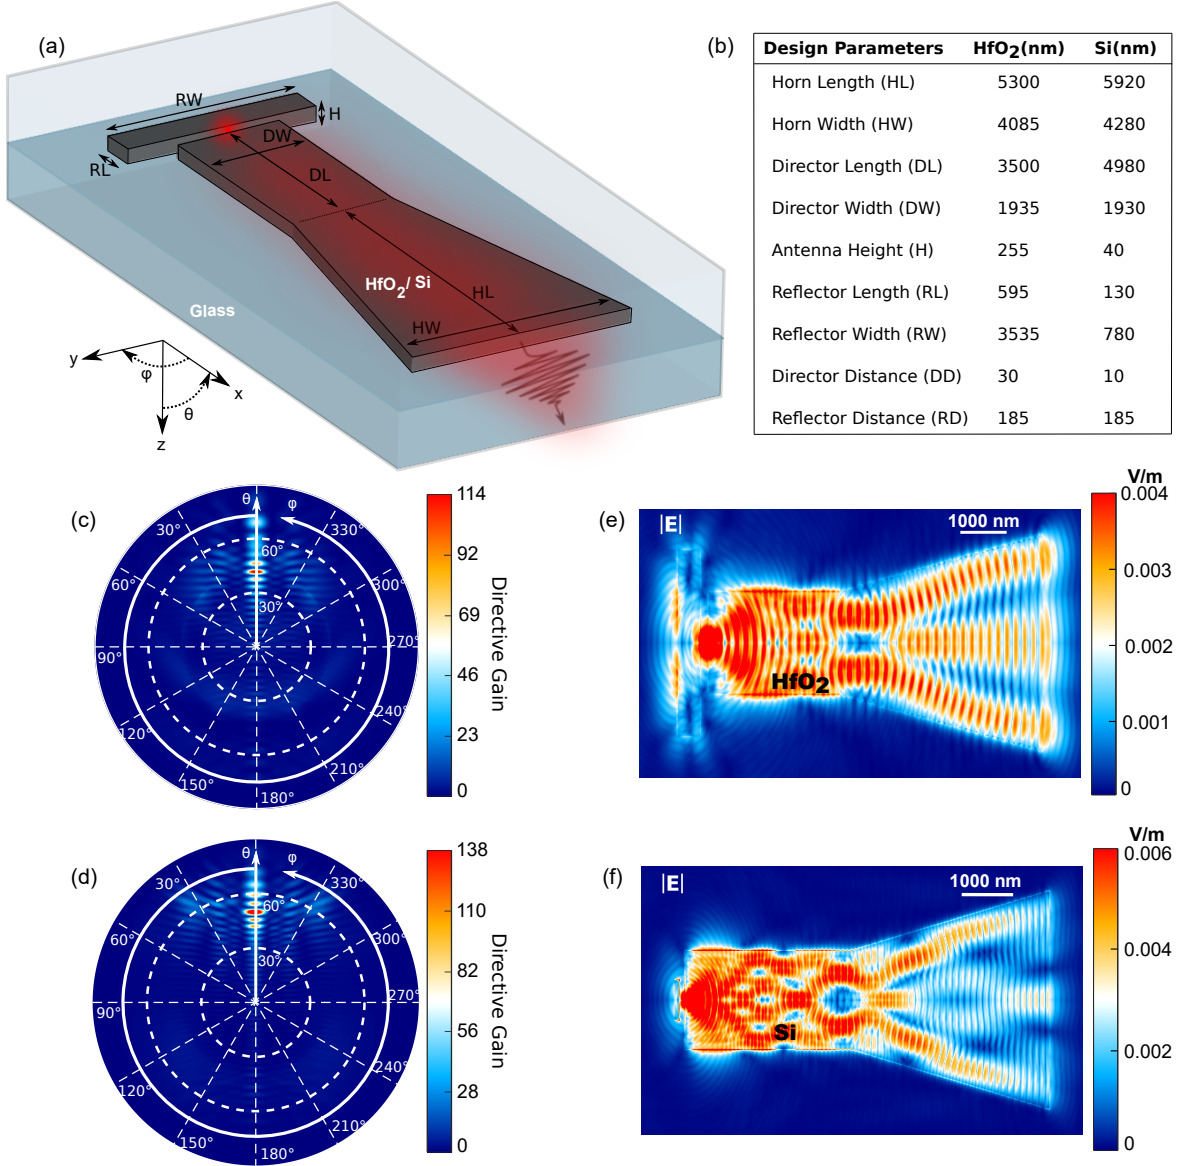 (a)
RW
H
DW
RL
DL
HfO2/ Si
HL
HW
Glass
y
φ
x
θ
z
(b)
Design Parameters HfO2(nm) Si(nm)
Horn Length (HL) 5300 5920
Horn Width (HW) 4085 4280
Director Length (DL) 3500 4980
Director Width (DW) 1935 1930
Antenna Height (H) 255 40
Reflector Length (RL) 595 130
Reflector Width (RW) 3535 780
Director Distance (DD) 30 10
Reflector Distance (RD) 185 185
(c)
θ
φ
30°
330°
60°
60°
300°
30°
90°
270°
120°
240°
150°
210°
180°
114
92
69
46
23
0
Directive Gain
(e)
|E|
1000 nm
HfO2
V/m
0.004
0.003
0.002
0.001
0
(d)
θ
φ
30°
330°
60°
60°
300°
30°
90°
270°
120°
240°
150°
210°
180°
138
110
82
56
28
0
Directive Gain
(f)
|E|
1000 nm
Si
V/m
0.006
0.004
0.002
0